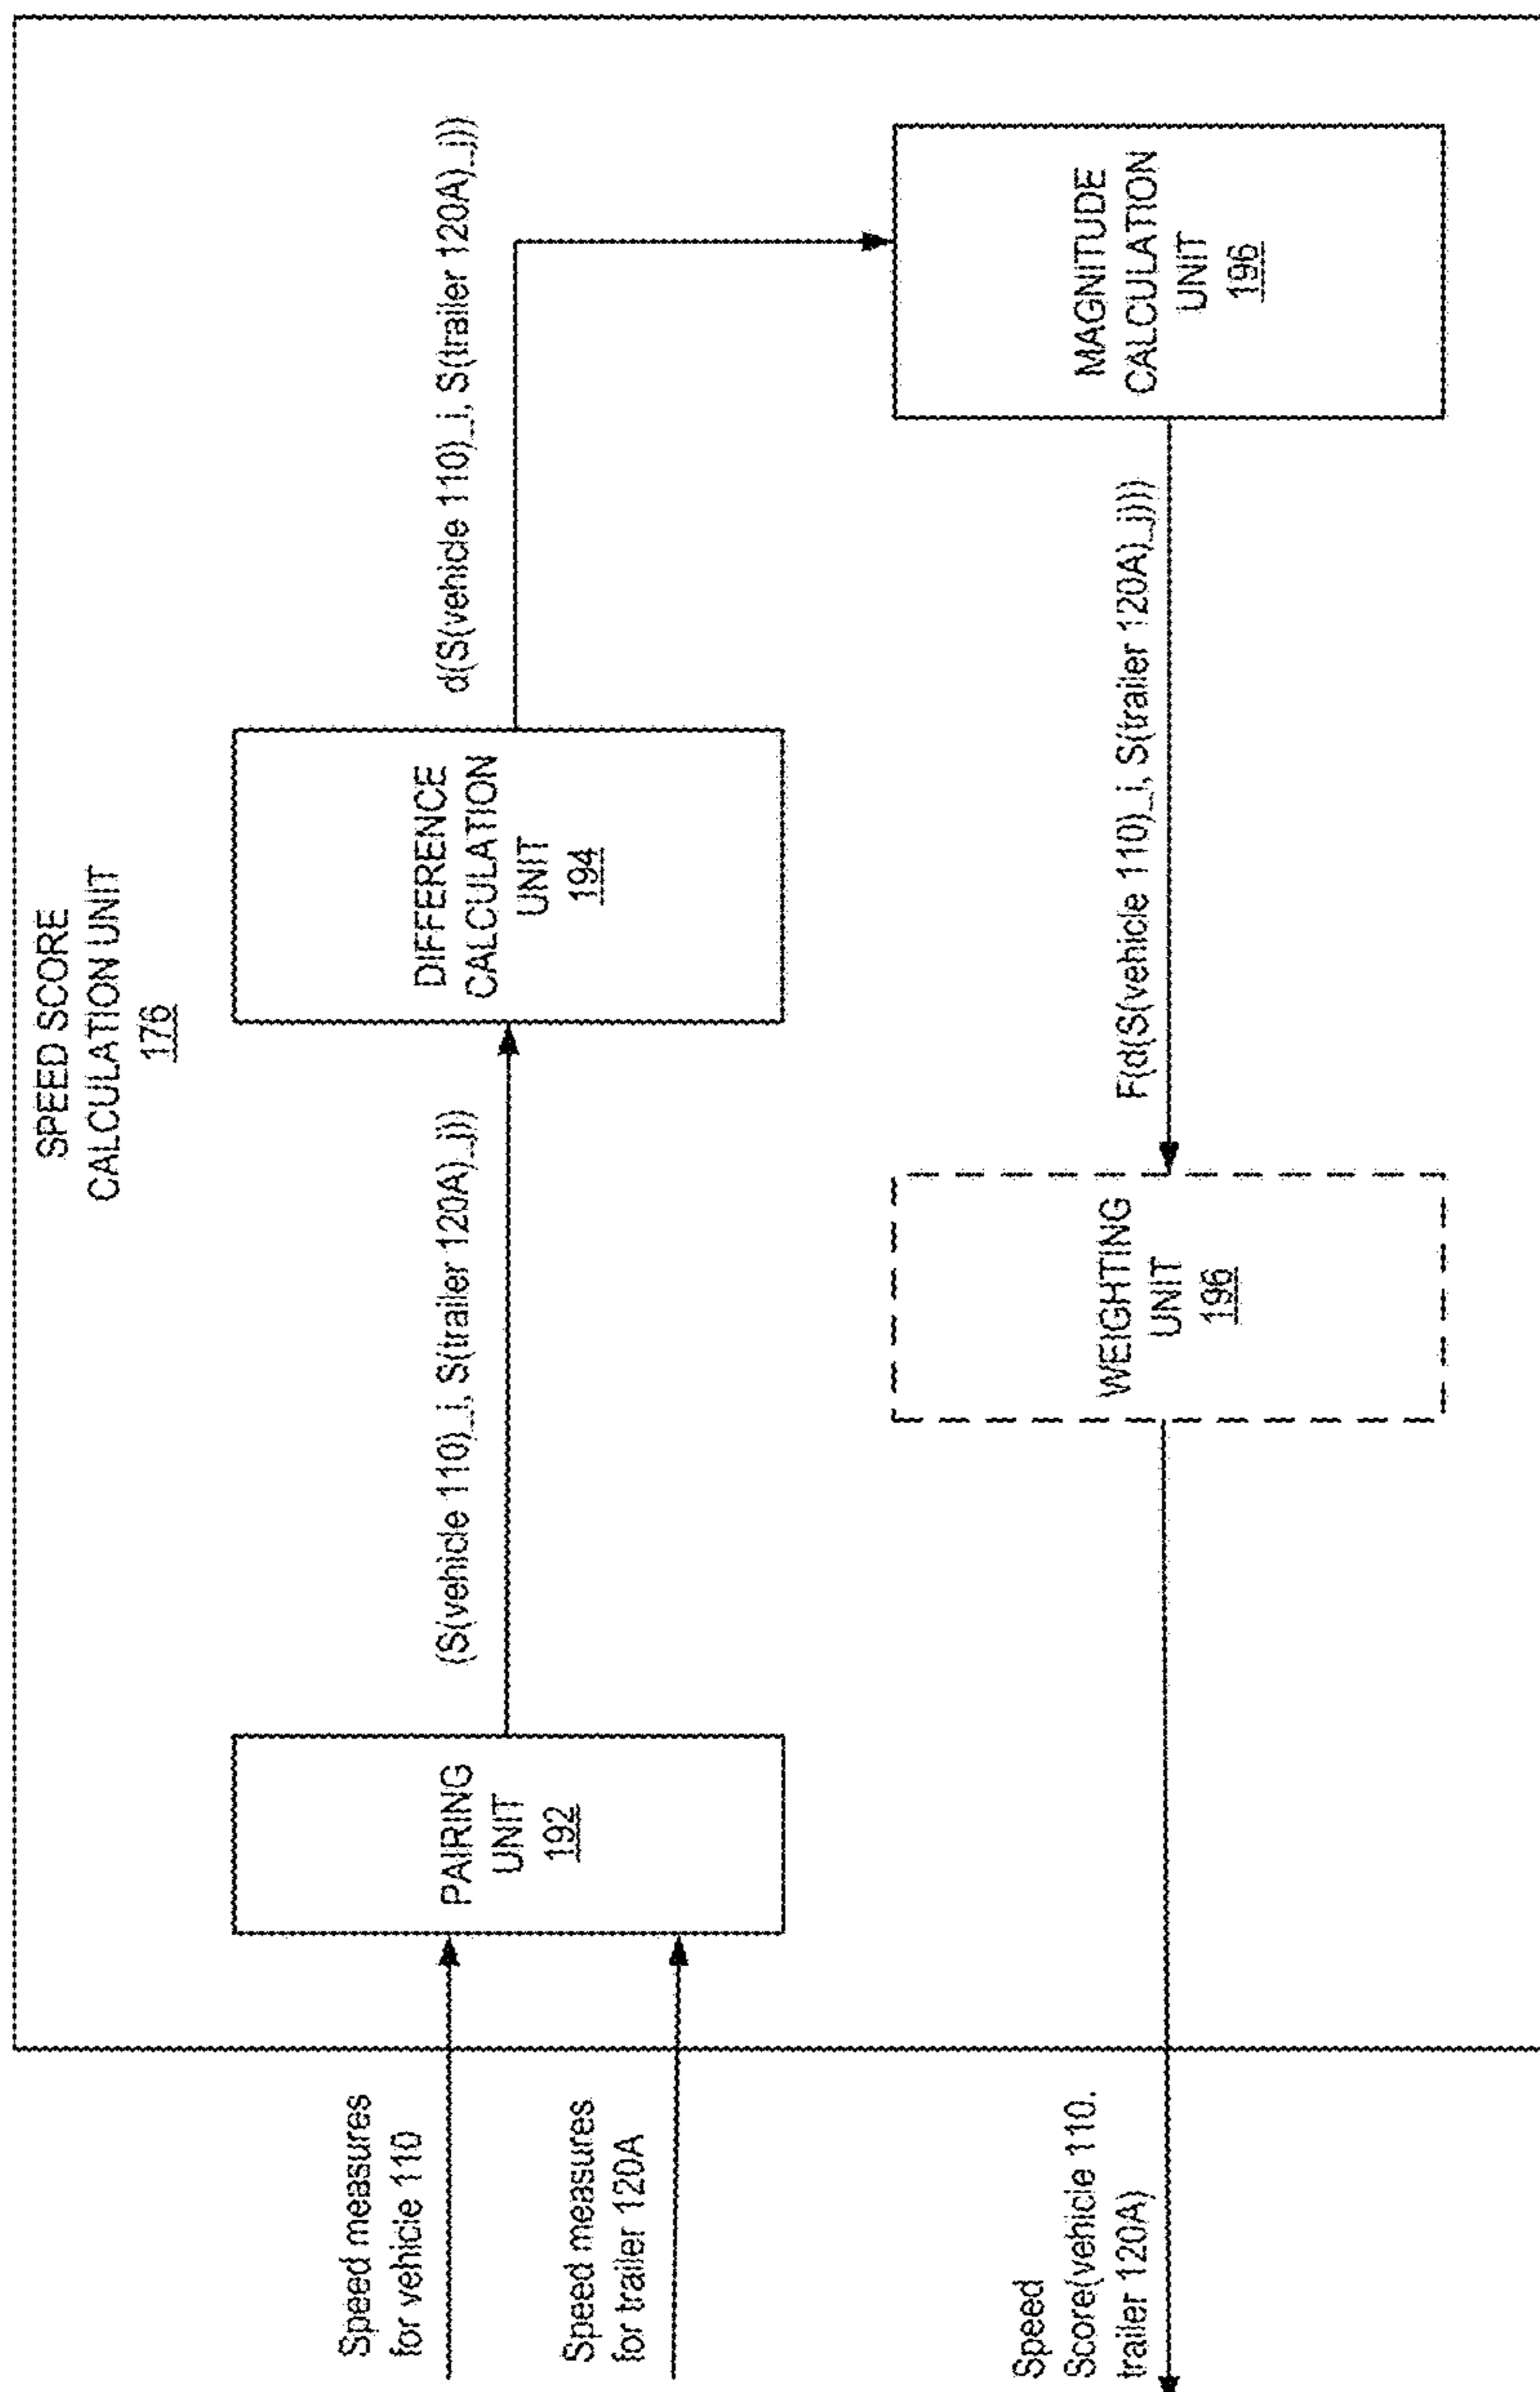 SPEED SCORE
CALCULATION UNIT
176
Speed measures
for vehicle 110
Speed measures
for trailer 120A
PAIRING
UNIT
192
(S(vehicle 110)_i, S(trailer 120A)_j))
DIFFERENCE
CALCULATION
UNIT
194
d(S(vehicle 110)_i, S(trailer 120A)_j))
MAGNITUDE
CALCULATION
UNIT
196
F(d(S(vehicle 110)_i, S(trailer 120A)_j)))
WEIGHTING
UNIT
196
Speed
Score(vehicle 110.
trailer 120A)